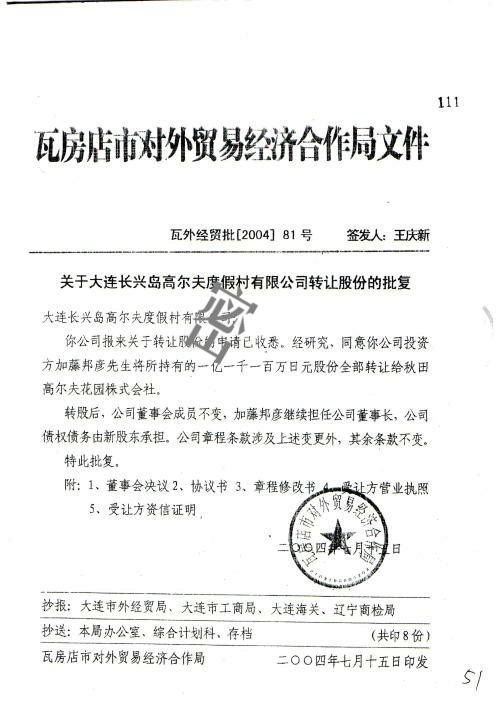 111
瓦房店市对外贸易经济合作局文件
瓦外经贸批[2004] 81号 签发人：王庆新
关于大连长兴岛高尔夫度假村有限公司转让股份的批复
大连长兴岛高尔夫度假村有限公司：
你公司报来关于转让股份的申请已收悉。经研究，同意你公司投资
方加藤邦彦先生将所持有的一亿一千一百万日元股份全部转让给秋田
高尔夫花园株式会社。
转股后，公司董事会成员不变，加藤邦彦继续担任公司董事长，公司
债权债务由新股东承担。公司章程条款涉及上述变更外，其余条款不变。
特此批复。
附：1、董事会决议 2、协议书 3、章程修改书 4、受让方营业执照
5、受让方资信证明
二〇〇四年七月十五日
瓦房店市对外贸易经济合作局
密
抄报：大连市外经贸局、大连市工商局、大连海关、辽宁商检局
抄送：本局办公室、综合计划科、存档 (共印8份)
瓦房店市对外贸易经济合作局 二〇〇四年七月十五日印发
51